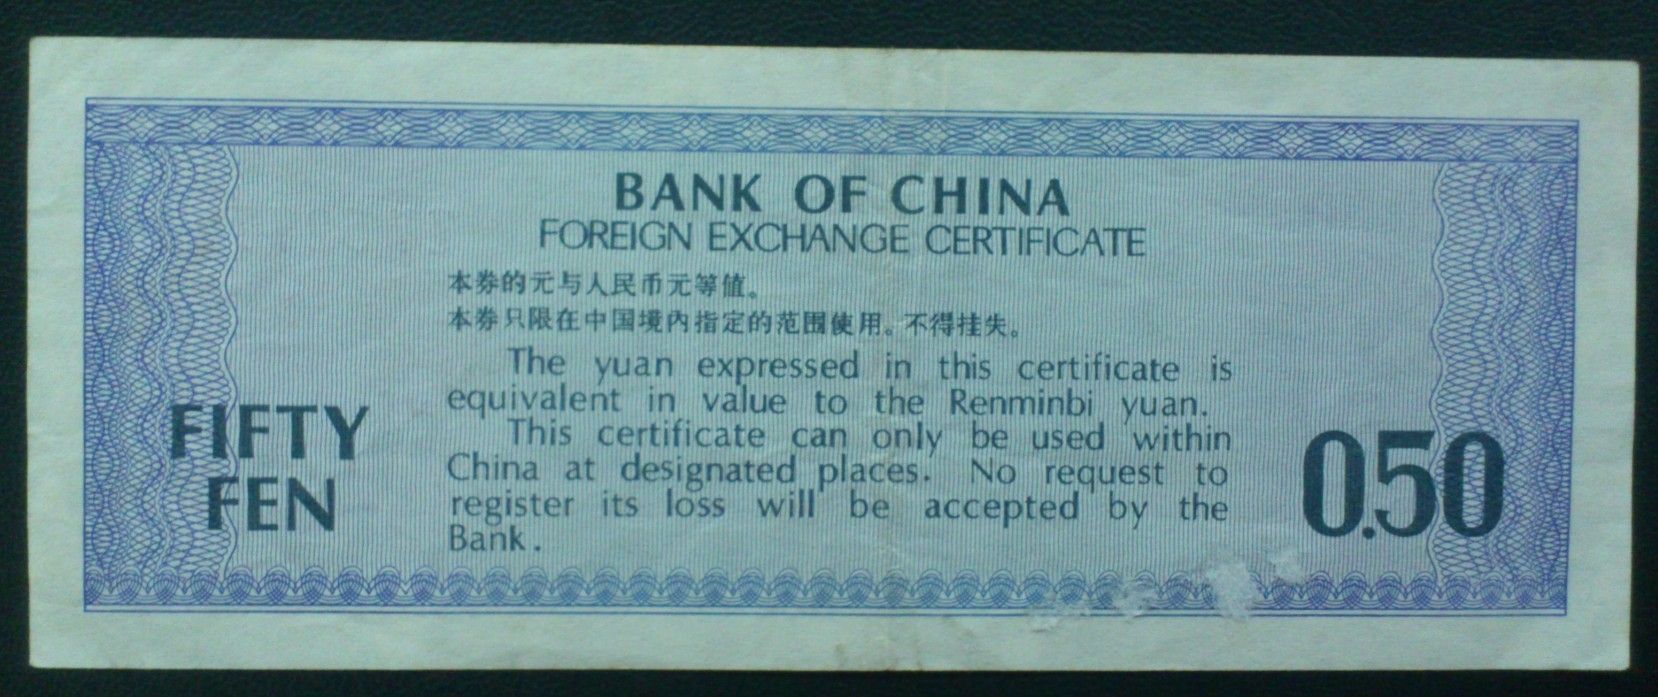 BANK OF CHINA
FOREIGN EXCHANGE CERTIFICATE
本券的元与人民币元等值。
本券只限在中国境内指定的范围使用。不得挂失。
The yuan expressed in this certificate is
equivalent in value to the Renminbi yuan.
This certificate can only be used within
China at designated places. No request to
register its loss will be accepted by the
Bank.
FIFTY
FEN
0.50